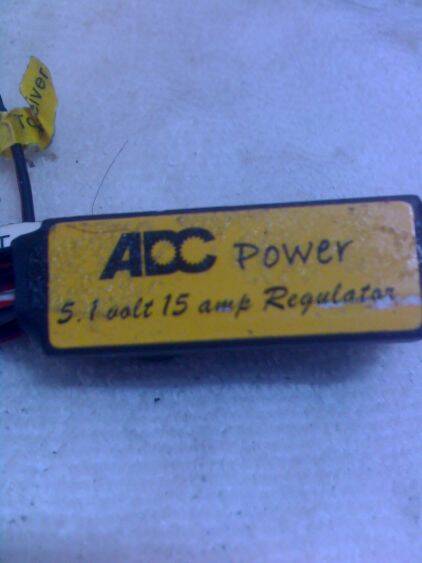 ADC Power
5.1 volt 15 amp Regulator